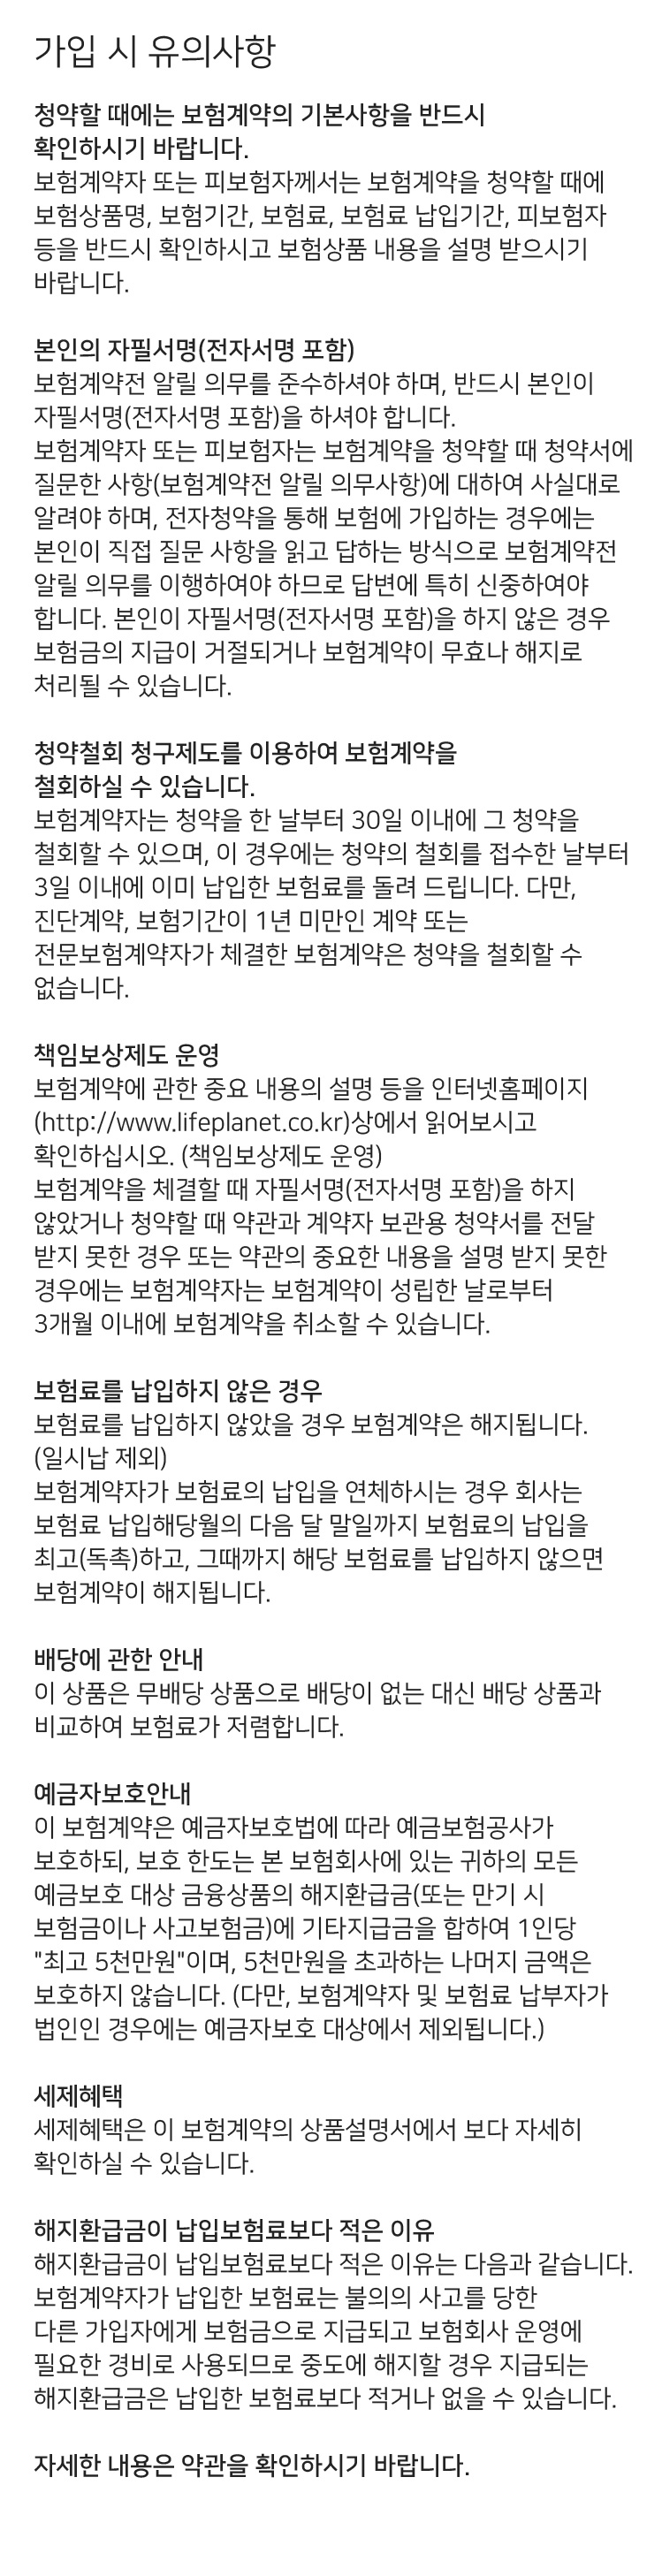 가입 시 유의사항
청약할 때에는 보험계약의 기본사항을 반드시
확인하시기 바랍니다.
보험계약자 또는 피보험자께서는 보험계약을 청약할 때에
보험상품명, 보험기간, 보험료, 보험료 납입기간, 피보험자
등을 반드시 확인하시고 보험상품 내용을 설명 받으시기
바랍니다.
본인의 자필서명(전자서명 포함)
보험계약전 알릴 의무를 준수하셔야 하며, 반드시 본인이
자필서명(전자서명 포함)을 하셔야 합니다.
보험계약자 또는 피보험자는 보험계약을 청약할 때 청약서에
질문한 사항(보험계약전 알릴 의무사항)에 대하여 사실대로
알려야 하며, 전자청약을 통해 보험에 가입하는 경우에는
본인이 직접 질문 사항을 읽고 답하는 방식으로 보험계약전
알릴 의무를 이행하여야 하므로 답변에 특히 신중하여야
합니다. 본인이 자필서명(전자서명 포함)을 하지 않은 경우
보험금의 지급이 거절되거나 보험계약이 무효나 해지로
처리될 수 있습니다.
청약철회 청구제도를 이용하여 보험계약을
철회하실 수 있습니다.
보험계약자는 청약을 한 날부터 30일 이내에 그 청약을
철회할 수 있으며, 이 경우에는 청약의 철회를 접수한 날부터
3일 이내에 이미 납입한 보험료를 돌려 드립니다. 다만,
진단계약, 보험기간이 1년 미만인 계약 또는
전문보험계약자가 체결한 보험계약은 청약을 철회할 수
없습니다.
책임보상제도 운영
보험계약에 관한 중요 내용의 설명 등을 인터넷홈페이지
(http://www.lifeplanet.co.kr)상에서 읽어보시고
확인하십시오. (책임보상제도 운영)
보험계약을 체결할 때 자필서명(전자서명 포함)을 하지
않았거나 청약할 때 약관과 계약자 보관용 청약서를 전달
받지 못한 경우 또는 약관의 중요한 내용을 설명 받지 못한
경우에는 보험계약자는 보험계약이 성립한 날로부터
3개월 이내에 보험계약을 취소할 수 있습니다.
보험료를 납입하지 않은 경우
보험료를 납입하지 않았을 경우 보험계약은 해지됩니다.
(일시납 제외)
보험계약자가 보험료의 납입을 연체하시는 경우 회사는
보험료 납입해당월의 다음 달 말일까지 보험료의 납입을
최고(독촉)하고, 그때까지 해당 보험료를 납입하지 않으면
보험계약이 해지됩니다.
배당에 관한 안내
이 상품은 무배당 상품으로 배당이 없는 대신 배당 상품과
비교하여 보험료가 저렴합니다.
예금자보호안내
이 보험계약은 예금자보호법에 따라 예금보험공사가
보호하되, 보호 한도는 본 보험회사에 있는 귀하의 모든
예금보호 대상 금융상품의 해지환급금(또는 만기 시
보험금이나 사고보험금)에 기타지급금을 합하여 1인당
"최고 5천만원"이며, 5천만원을 초과하는 나머지 금액은
보호하지 않습니다. (다만, 보험계약자 및 보험료 납부자가
법인인 경우에는 예금자보호 대상에서 제외됩니다.)
세제혜택
세제혜택은 이 보험계약의 상품설명서에서 보다 자세히
확인하실 수 있습니다.
해지환급금이 납입보험료보다 적은 이유
해지환급금이 납입보험료보다 적은 이유는 다음과 같습니다.
보험계약자가 납입한 보험료는 불의의 사고를 당한
다른 가입자에게 보험금으로 지급되고 보험회사 운영에
필요한 경비로 사용되므로 중도에 해지할 경우 지급되는
해지환급금은 납입한 보험료보다 적거나 없을 수 있습니다.
자세한 내용은 약관을 확인하시기 바랍니다.